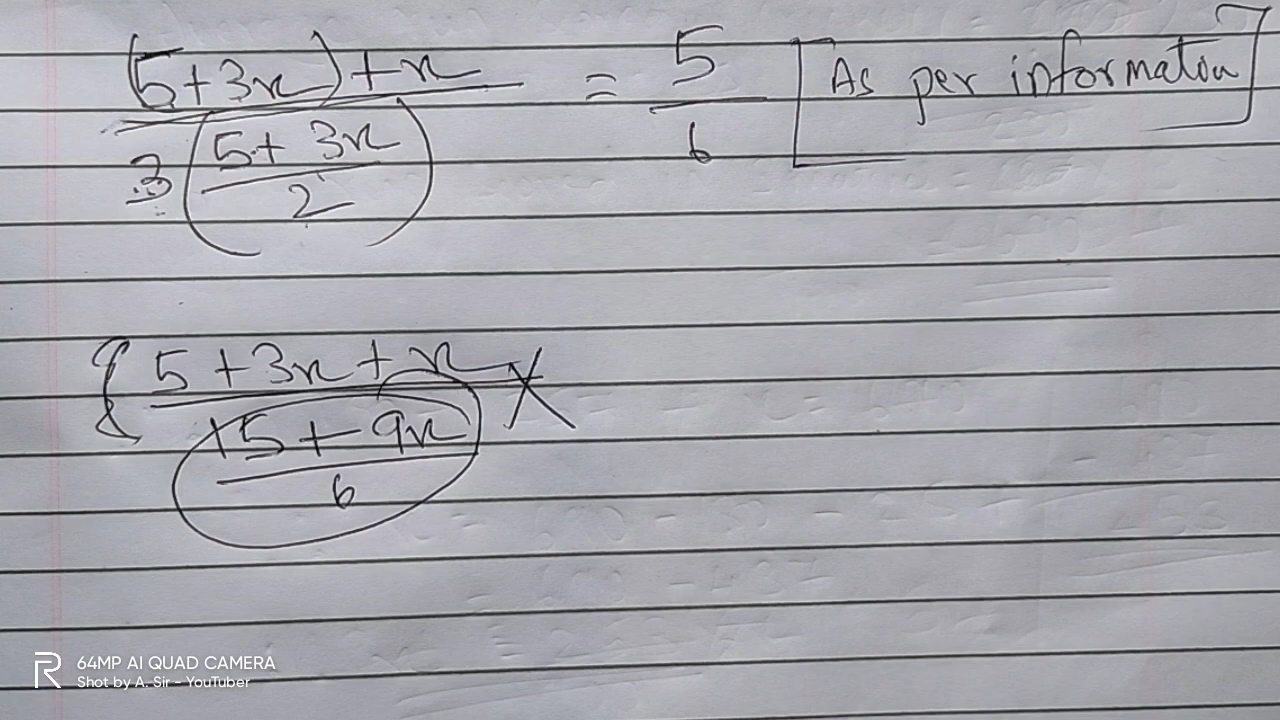 (5+3x)+x = 5 [As per information]
3(5+3x 6
2)
{5+3x+x X
15+9x
6
64MP AI QUAD CAMERA
Shot by A. Sir - YouTuber